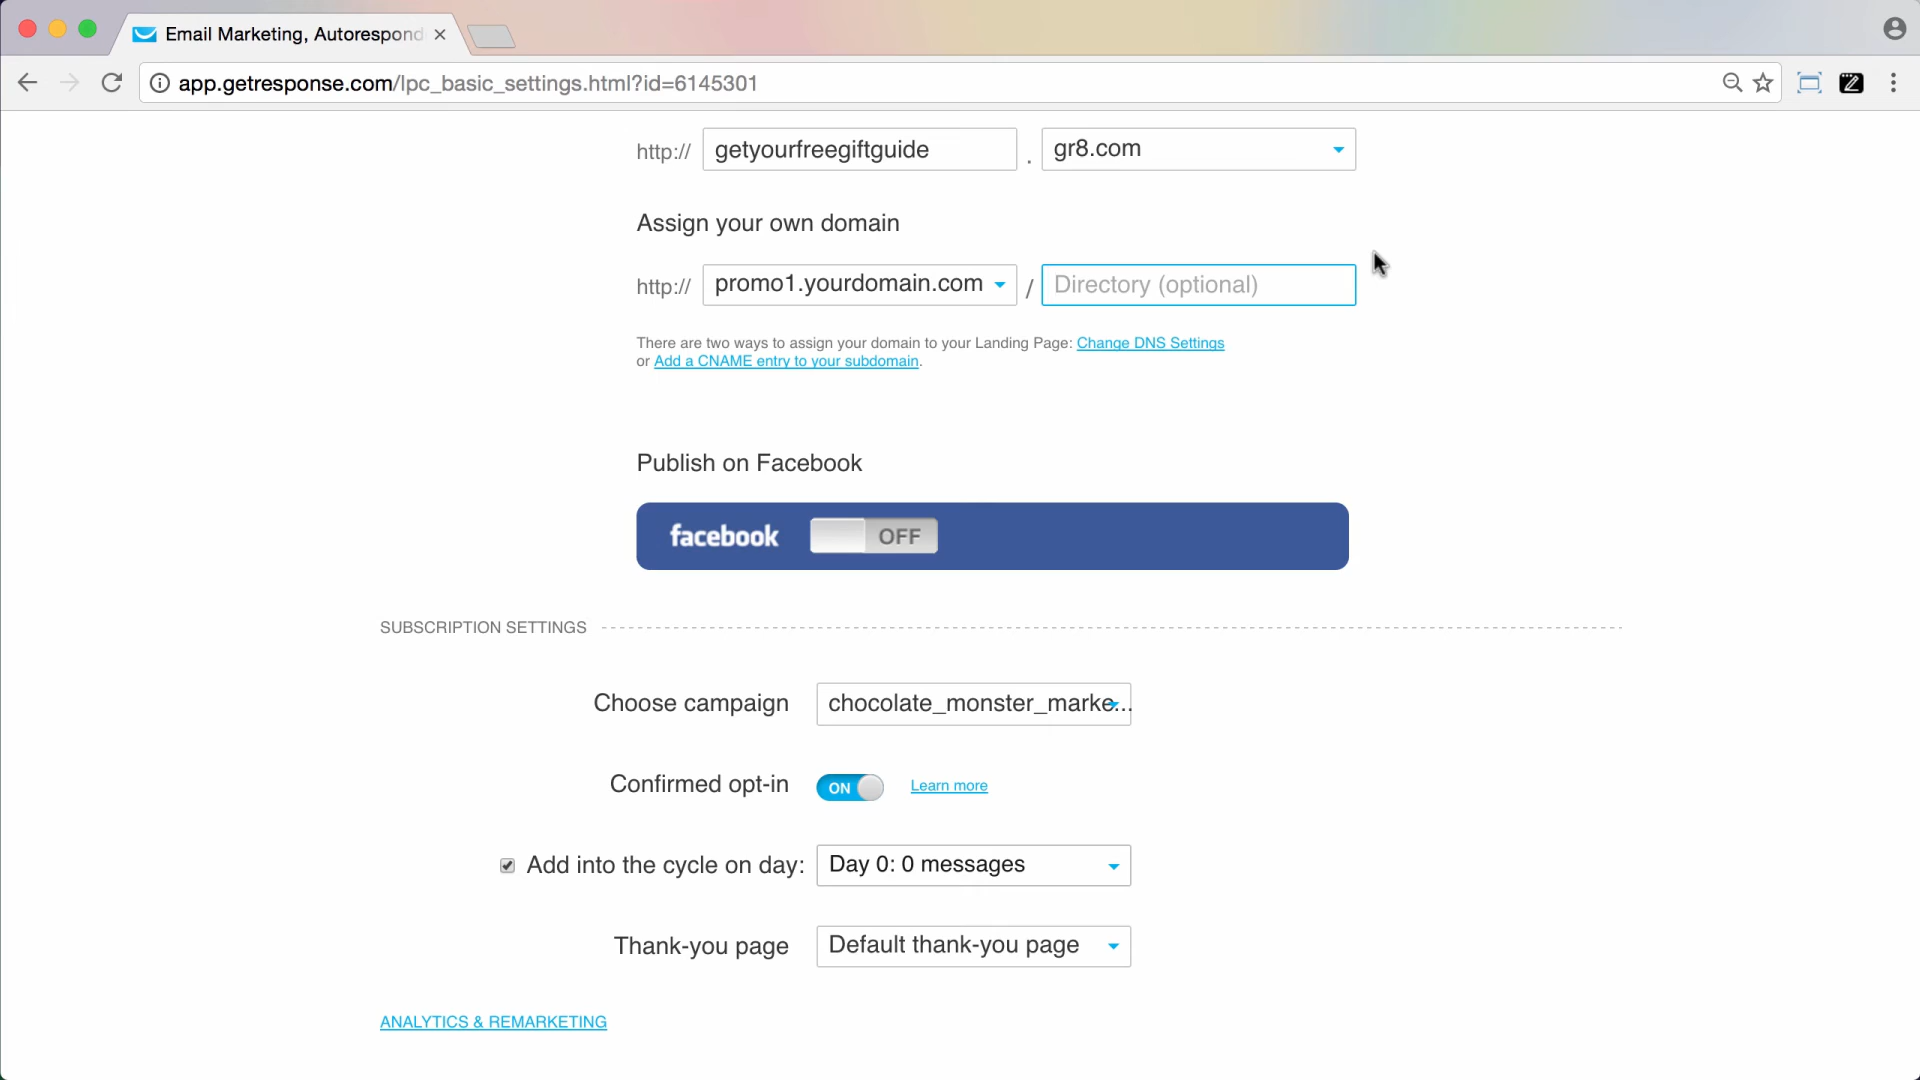 Email Marketing, Autorespond
app.getresponse.com/lpc_basic_settings.html?id=6145301
http:// getyourfreegiftguide . gr8.com
Assign your own domain
http:// promo1.yourdomain.com / Directory (optional)
There are two ways to assign your domain to your Landing Page: Change DNS Settings
or Add a CNAME entry to your subdomain.
Publish on Facebook
facebook OFF
SUBSCRIPTION SETTINGS
Choose campaign chocolate_monster_marke...
Confirmed opt-in ON Learn more
Add into the cycle on day: Day 0: 0 messages
Thank-you page Default thank-you page
ANALYTICS & REMARKETING